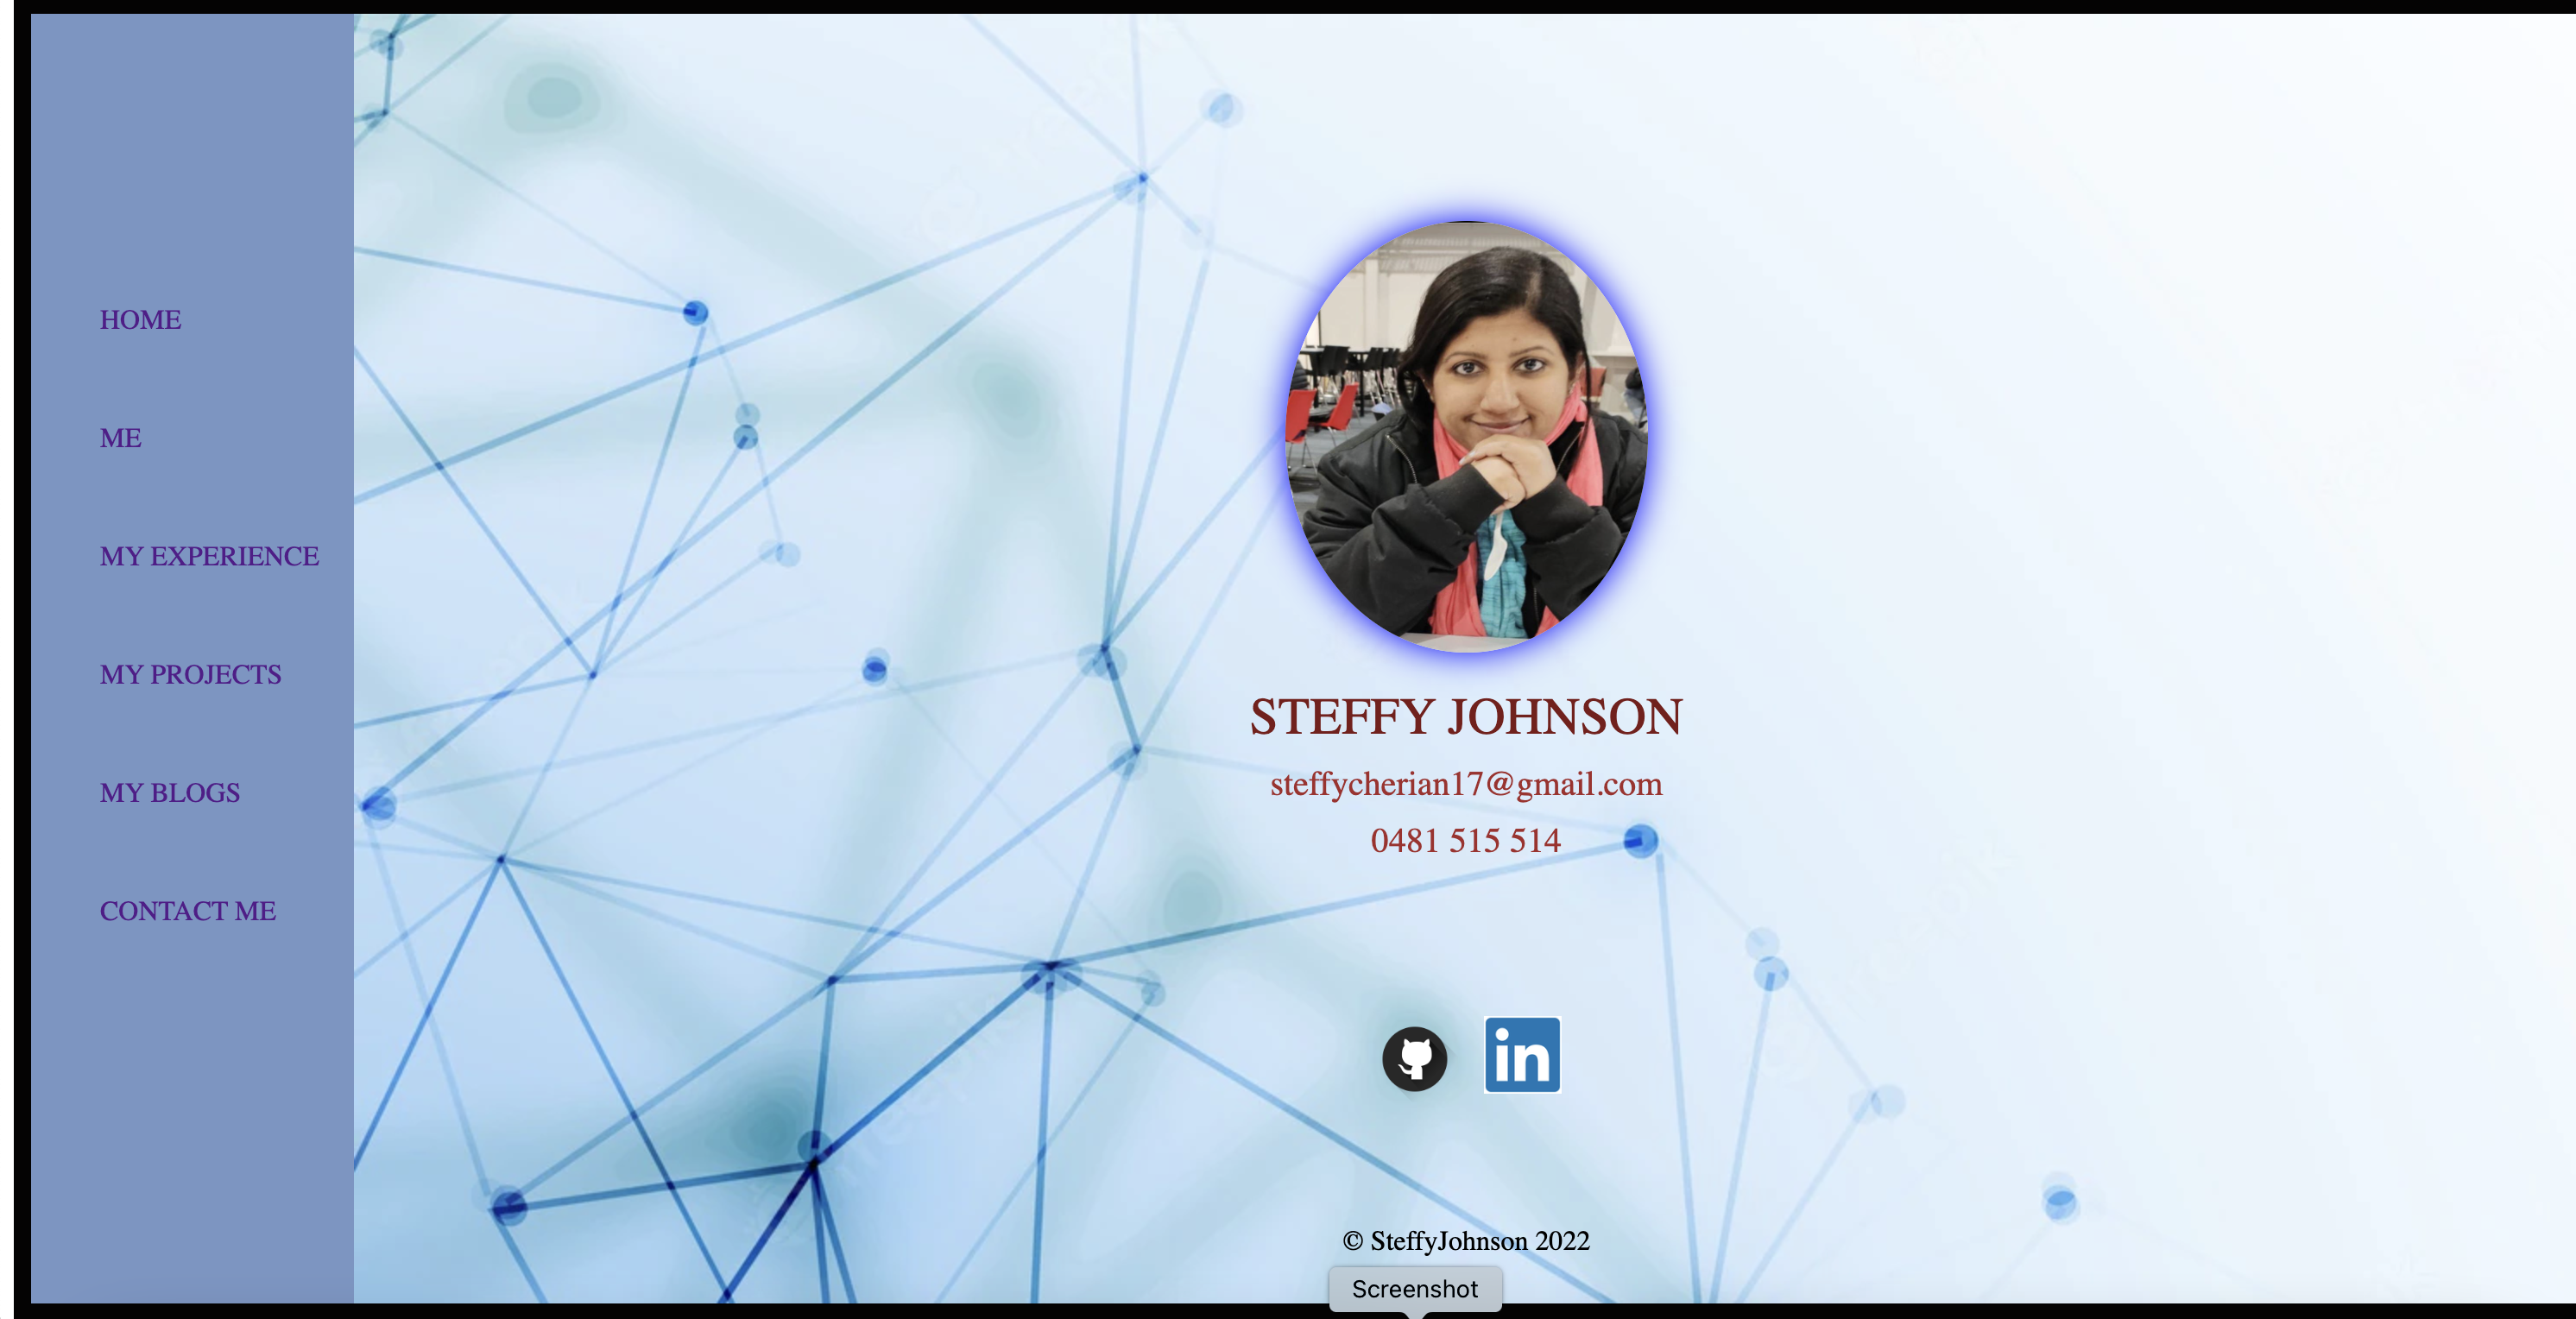 HOME
ME
MY EXPERIENCE
MY PROJECTS
MY BLOGS
CONTACT ME
STEFFY JOHNSON
steffycherian17@gmail.com
0481 515 514
in
© SteffyJohnson 2022
Screenshot